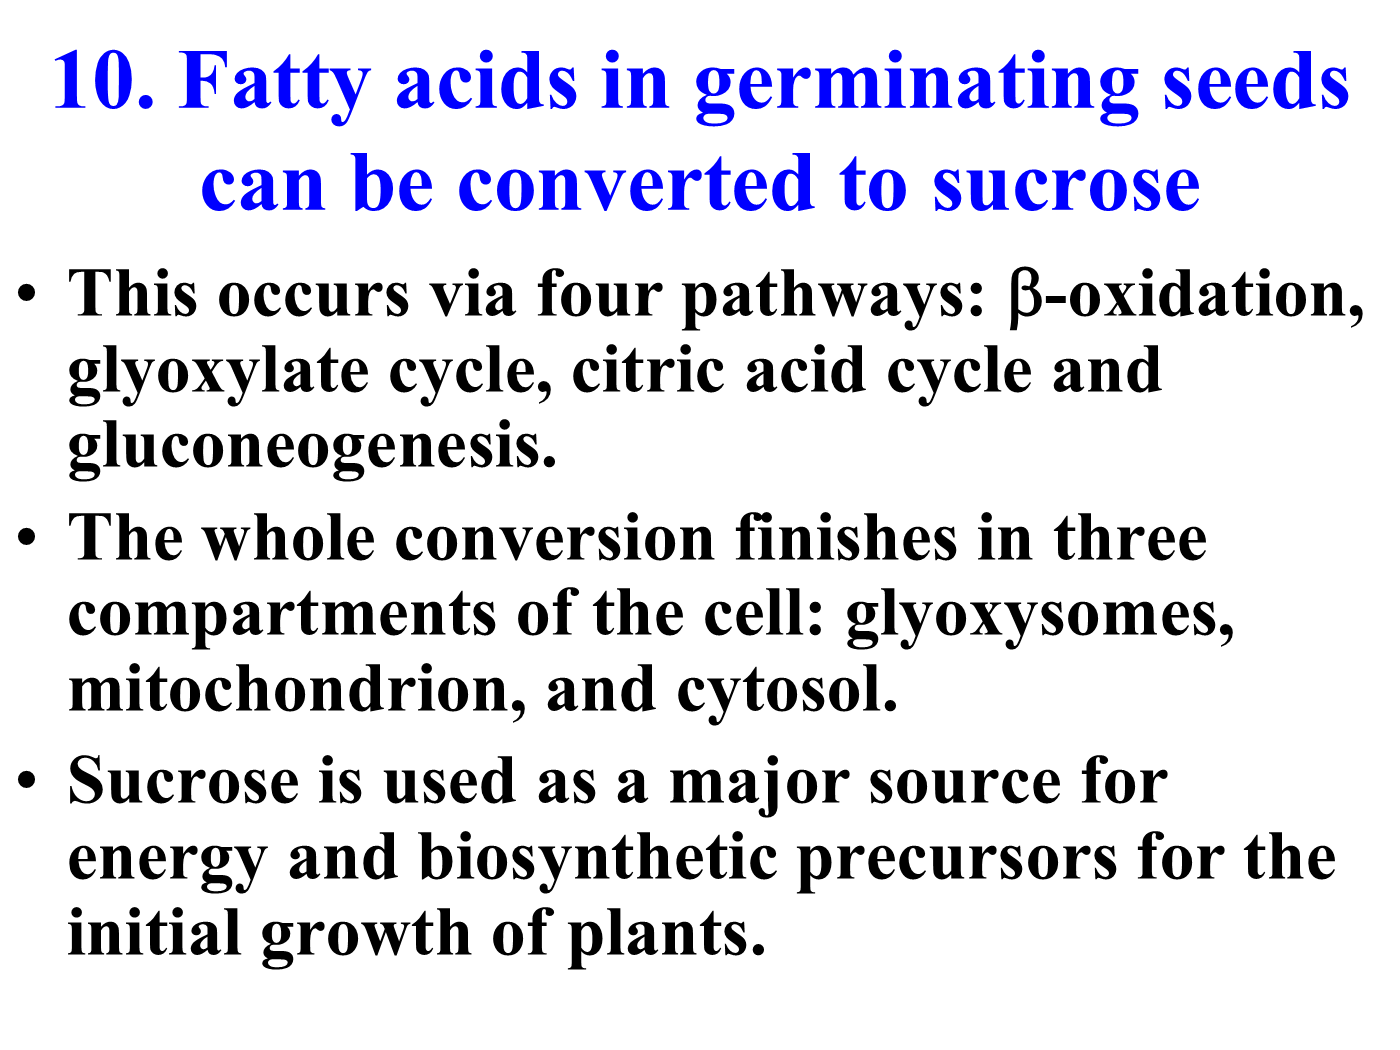 10. Fatty acids in germinating seeds
can be converted to sucrose
• This occurs via four pathways: β-oxidation,
glyoxylate cycle, citric acid cycle and
gluconeogenesis.
• The whole conversion finishes in three
compartments of the cell: glyoxysomes,
mitochondrion, and cytosol.
• Sucrose is used as a major source for
energy and biosynthetic precursors for the
initial growth of plants.